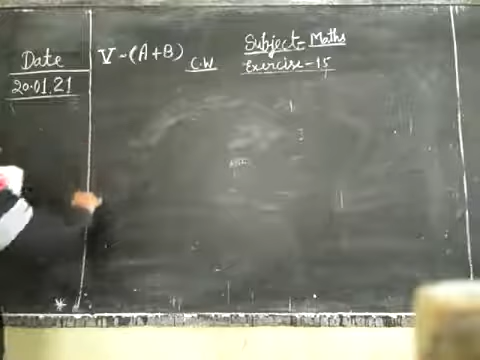 Date
20.01.21
V-(A+B)
C.W
Subject= Maths
Exercise-15